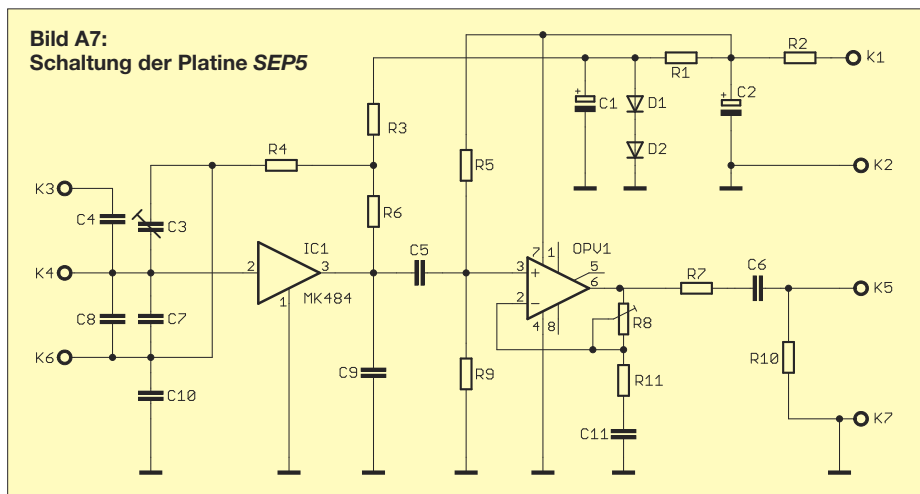 Bild A7:
Schaltung der Platine SEP5
R2
K1
R1
C1
D1
C2
R3
D2
R4
R5
K2
K3
R6
C4
C3
IC1
C5
7
1
OPV1
K4
2
3
3
+
5
6
R7
C6
K5
1
MK484
2
−
C8
C7
4
8
R8
K6
C9
R9
R10
C10
R11
K7
C11